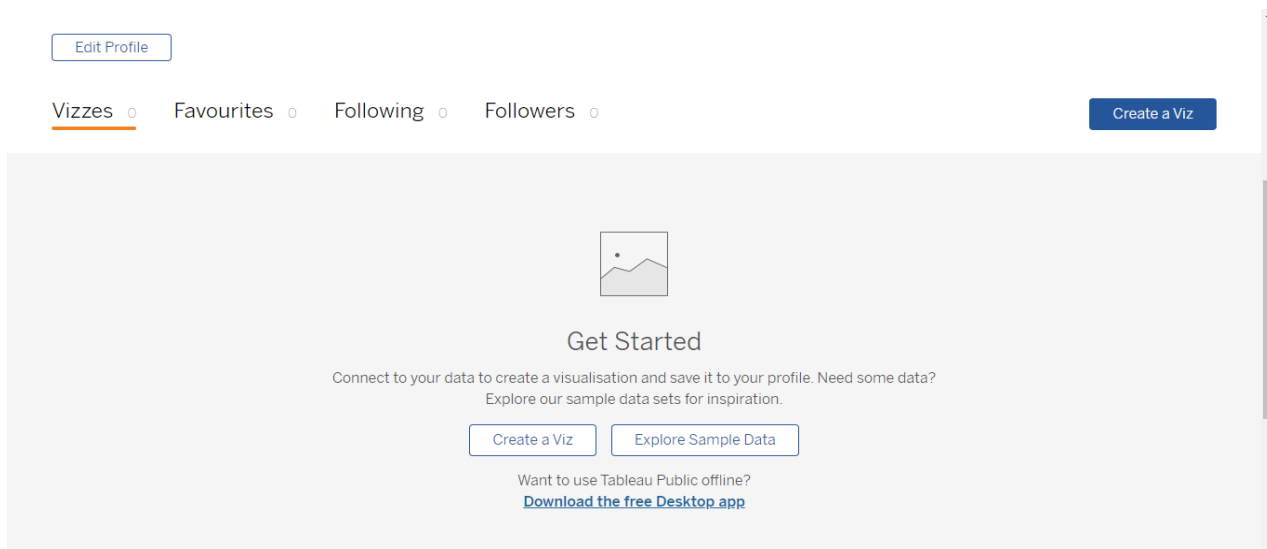 Edit Profile
Vizzes 0 Favourites 0 Following 0 Followers 0
Create a Viz
Get Started
Connect to your data to create a visualisation and save it to your profile. Need some data?
Explore our sample data sets for inspiration.
Create a Viz Explore Sample Data
Want to use Tableau Public offline?
Download the free Desktop app